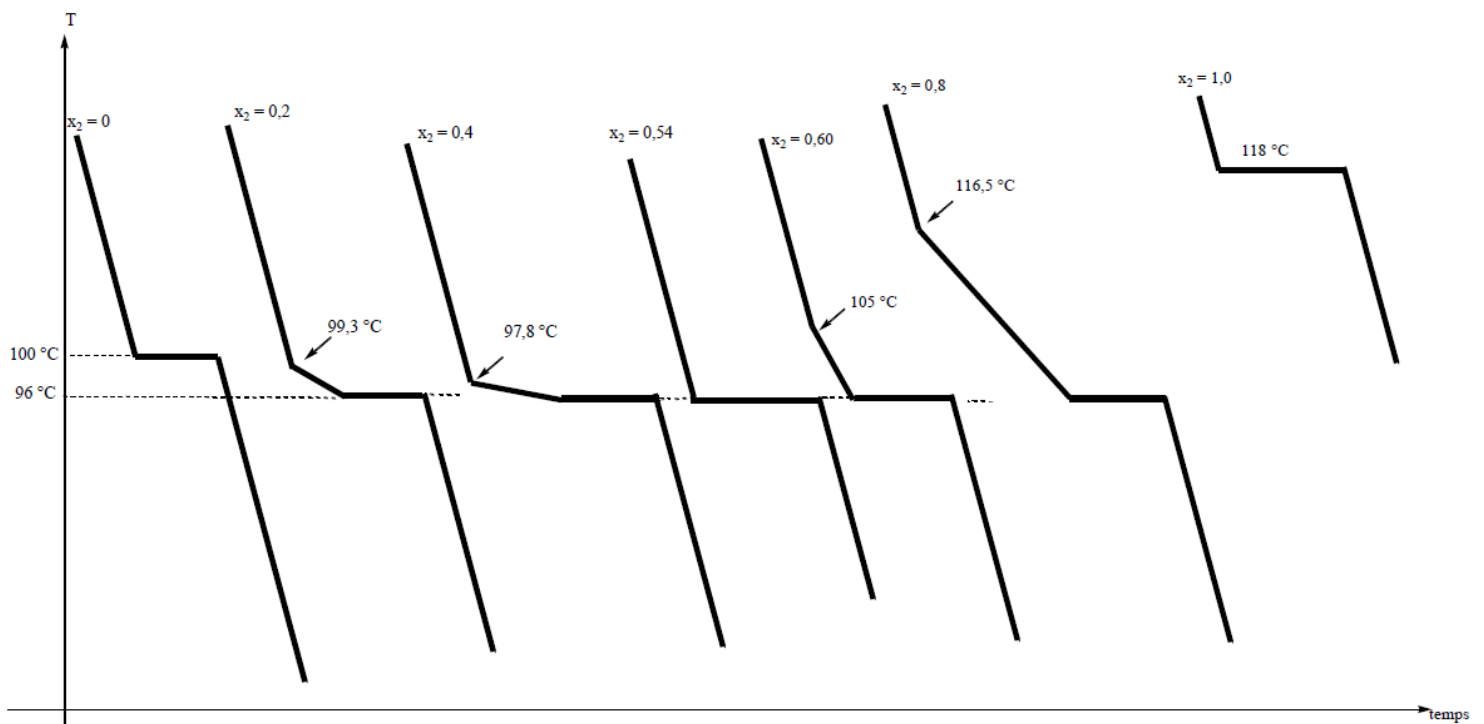 T
x2 = 0
x2 = 0,2
x2 = 0,4
x2 = 0,54
x2 = 0,60
x2 = 0,8
x2 = 1,0
118 °C
116,5 °C
105 °C
99,3 °C
97,8 °C
100 °C
96 °C
temps